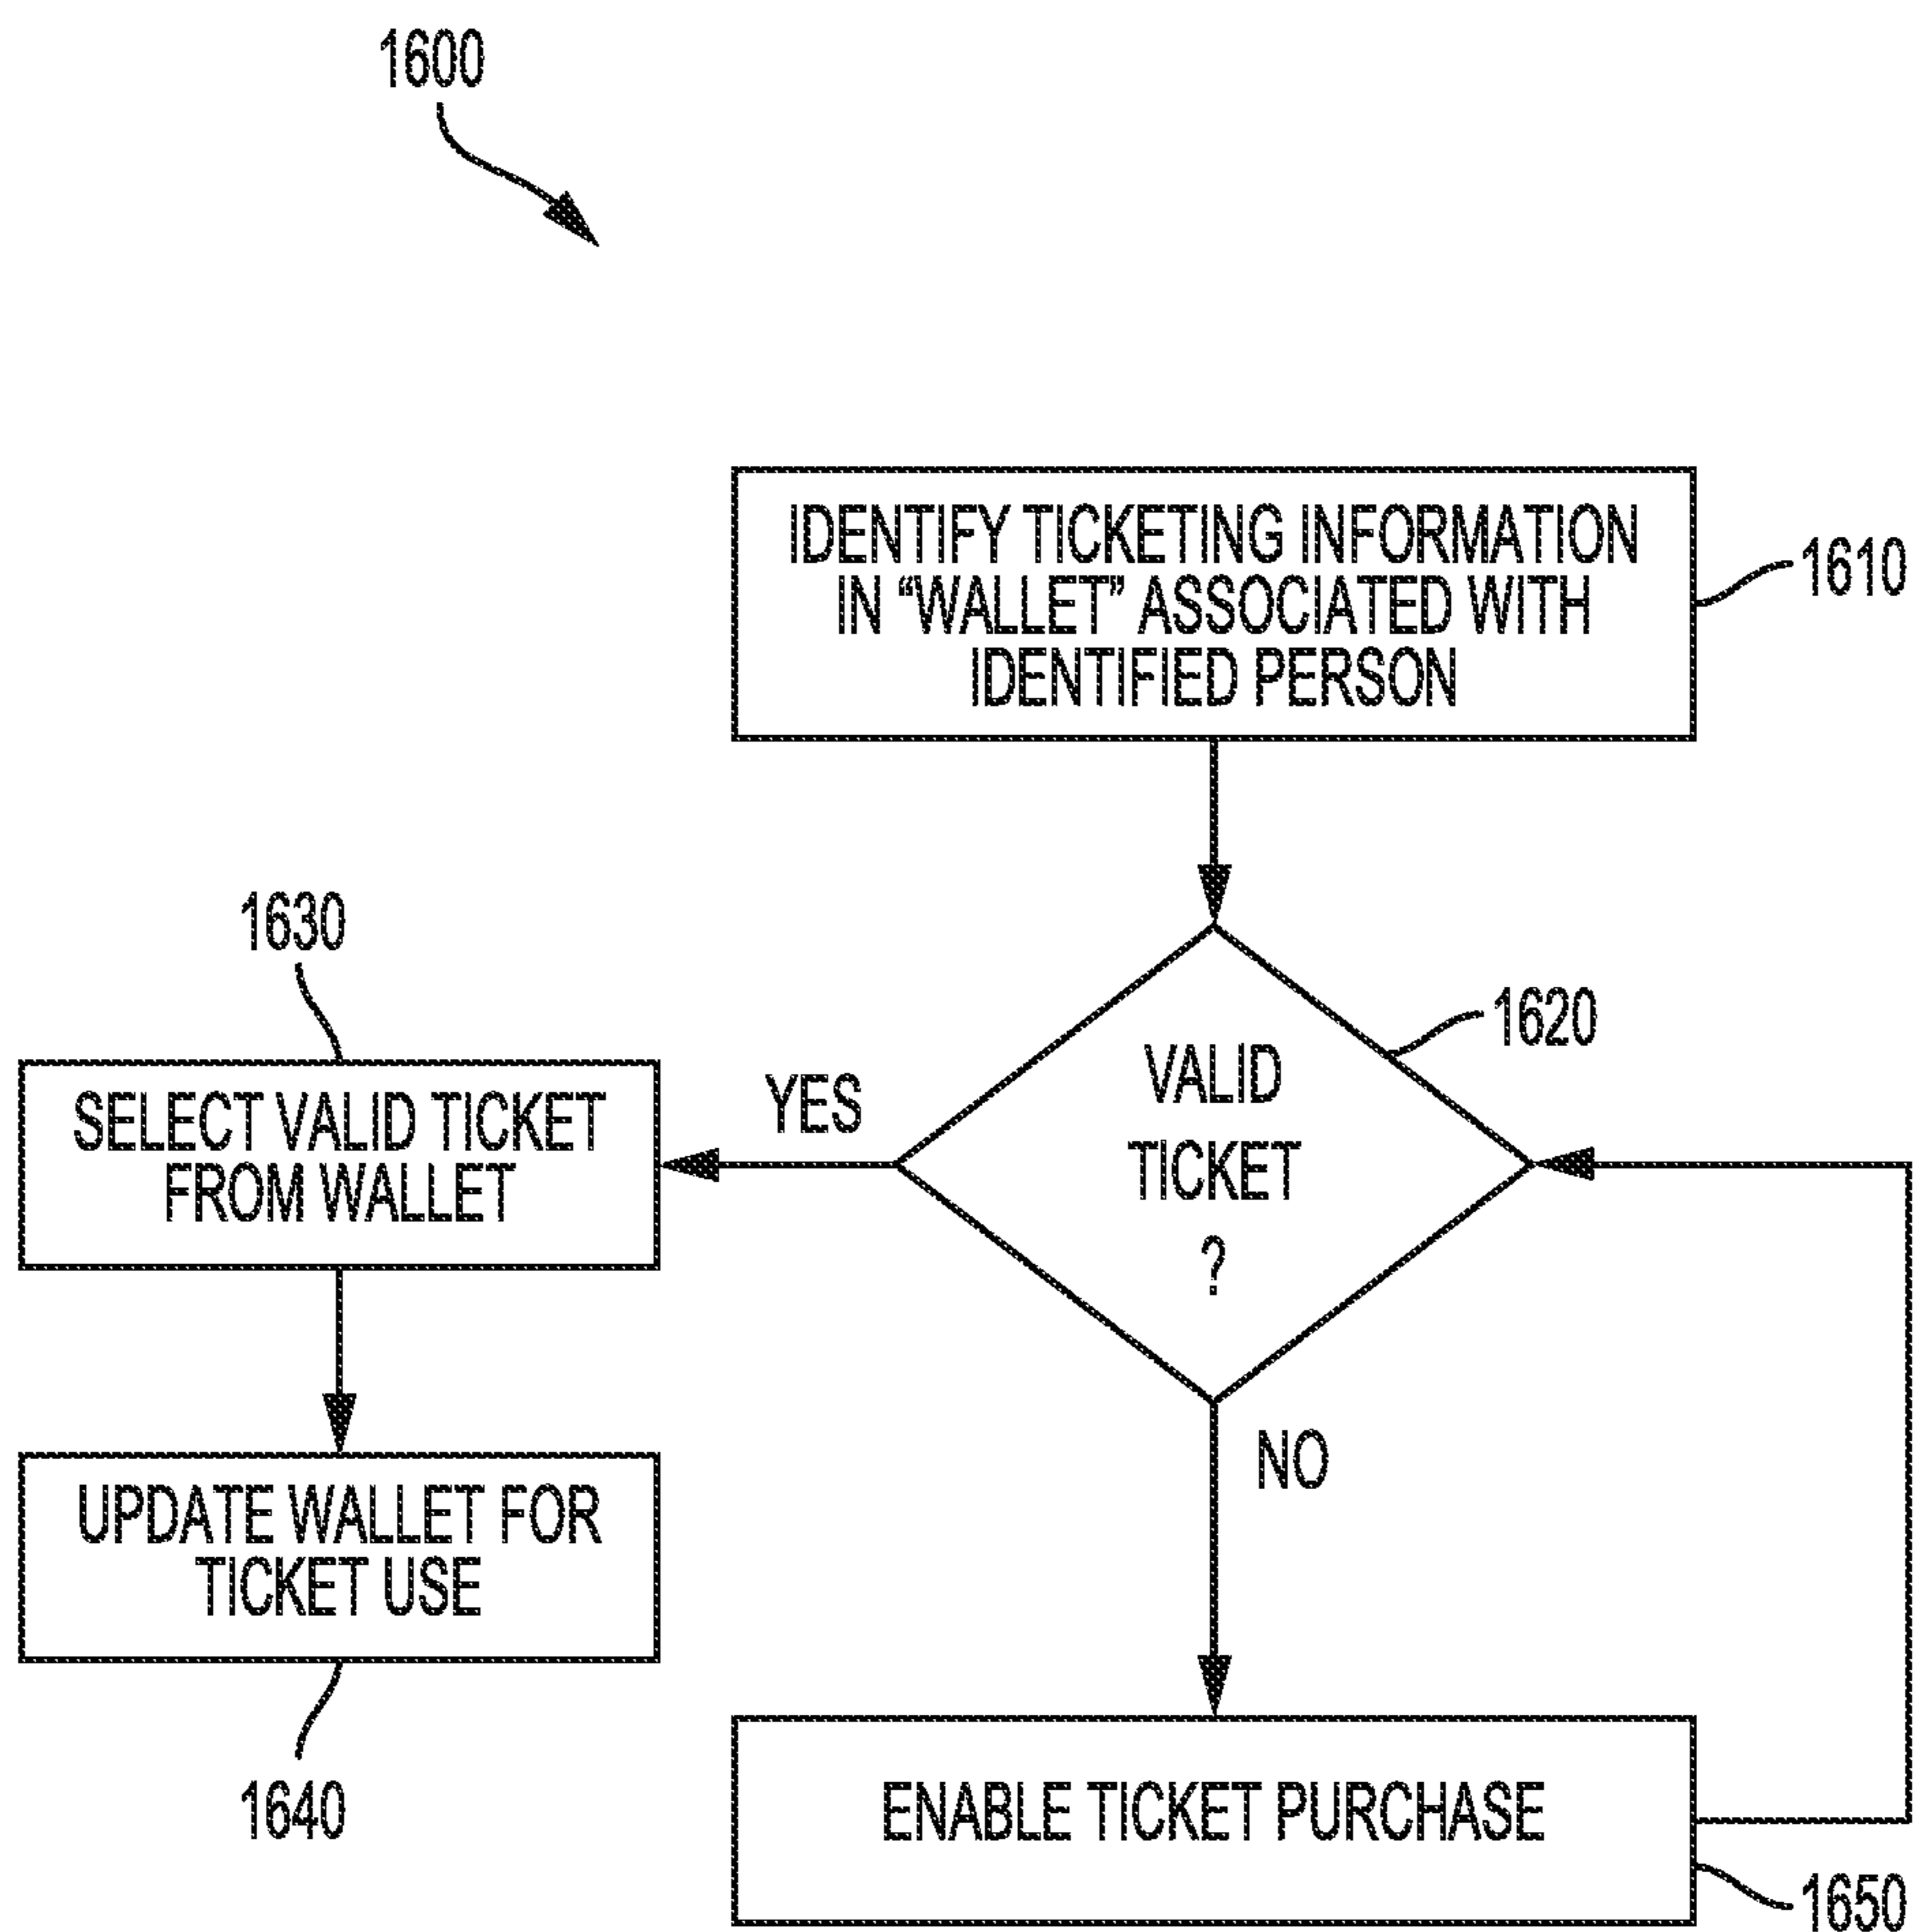 1600
IDENTIFY TICKETING INFORMATION
IN “WALLET” ASSOCIATED WITH
IDENTIFIED PERSON
1610
1630
1620
VALID
TICKET
?
YES
SELECT VALID TICKET
FROM WALLET
NO
UPDATE WALLET FOR
TICKET USE
1640
ENABLE TICKET PURCHASE
1650